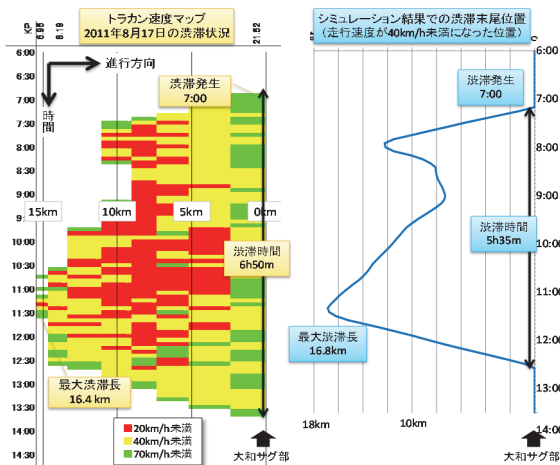 トラカン速度マップ
2011年8月17日の渋滞状況
KP
6.95
8.19
21.52
進行方向
時間
渋滞発生
7:00
6:00
6:30
7:00
7:30
8:00
8:30
9:00
9:30
10:00
10:30
11:00
11:30
12:00
12:30
13:00
13:30
14:00
14:30
15km
10km
5km
0km
渋滞時間
6h50m
最大渋滞長
16.4km
20km/h未満
40km/h未満
70km/h未満
大和サグ部
シミュレーション結果での渋滞末尾位置
(走行速度が40km/h未満になった位置)
渋滞発生
7:00
0
6:00
7:00
8:00
9:00
10:00
11:00
12:00
13:00
14:00
渋滞時間
5h35m
最大渋滞長
16.8km
18km
10km
大和サグ部